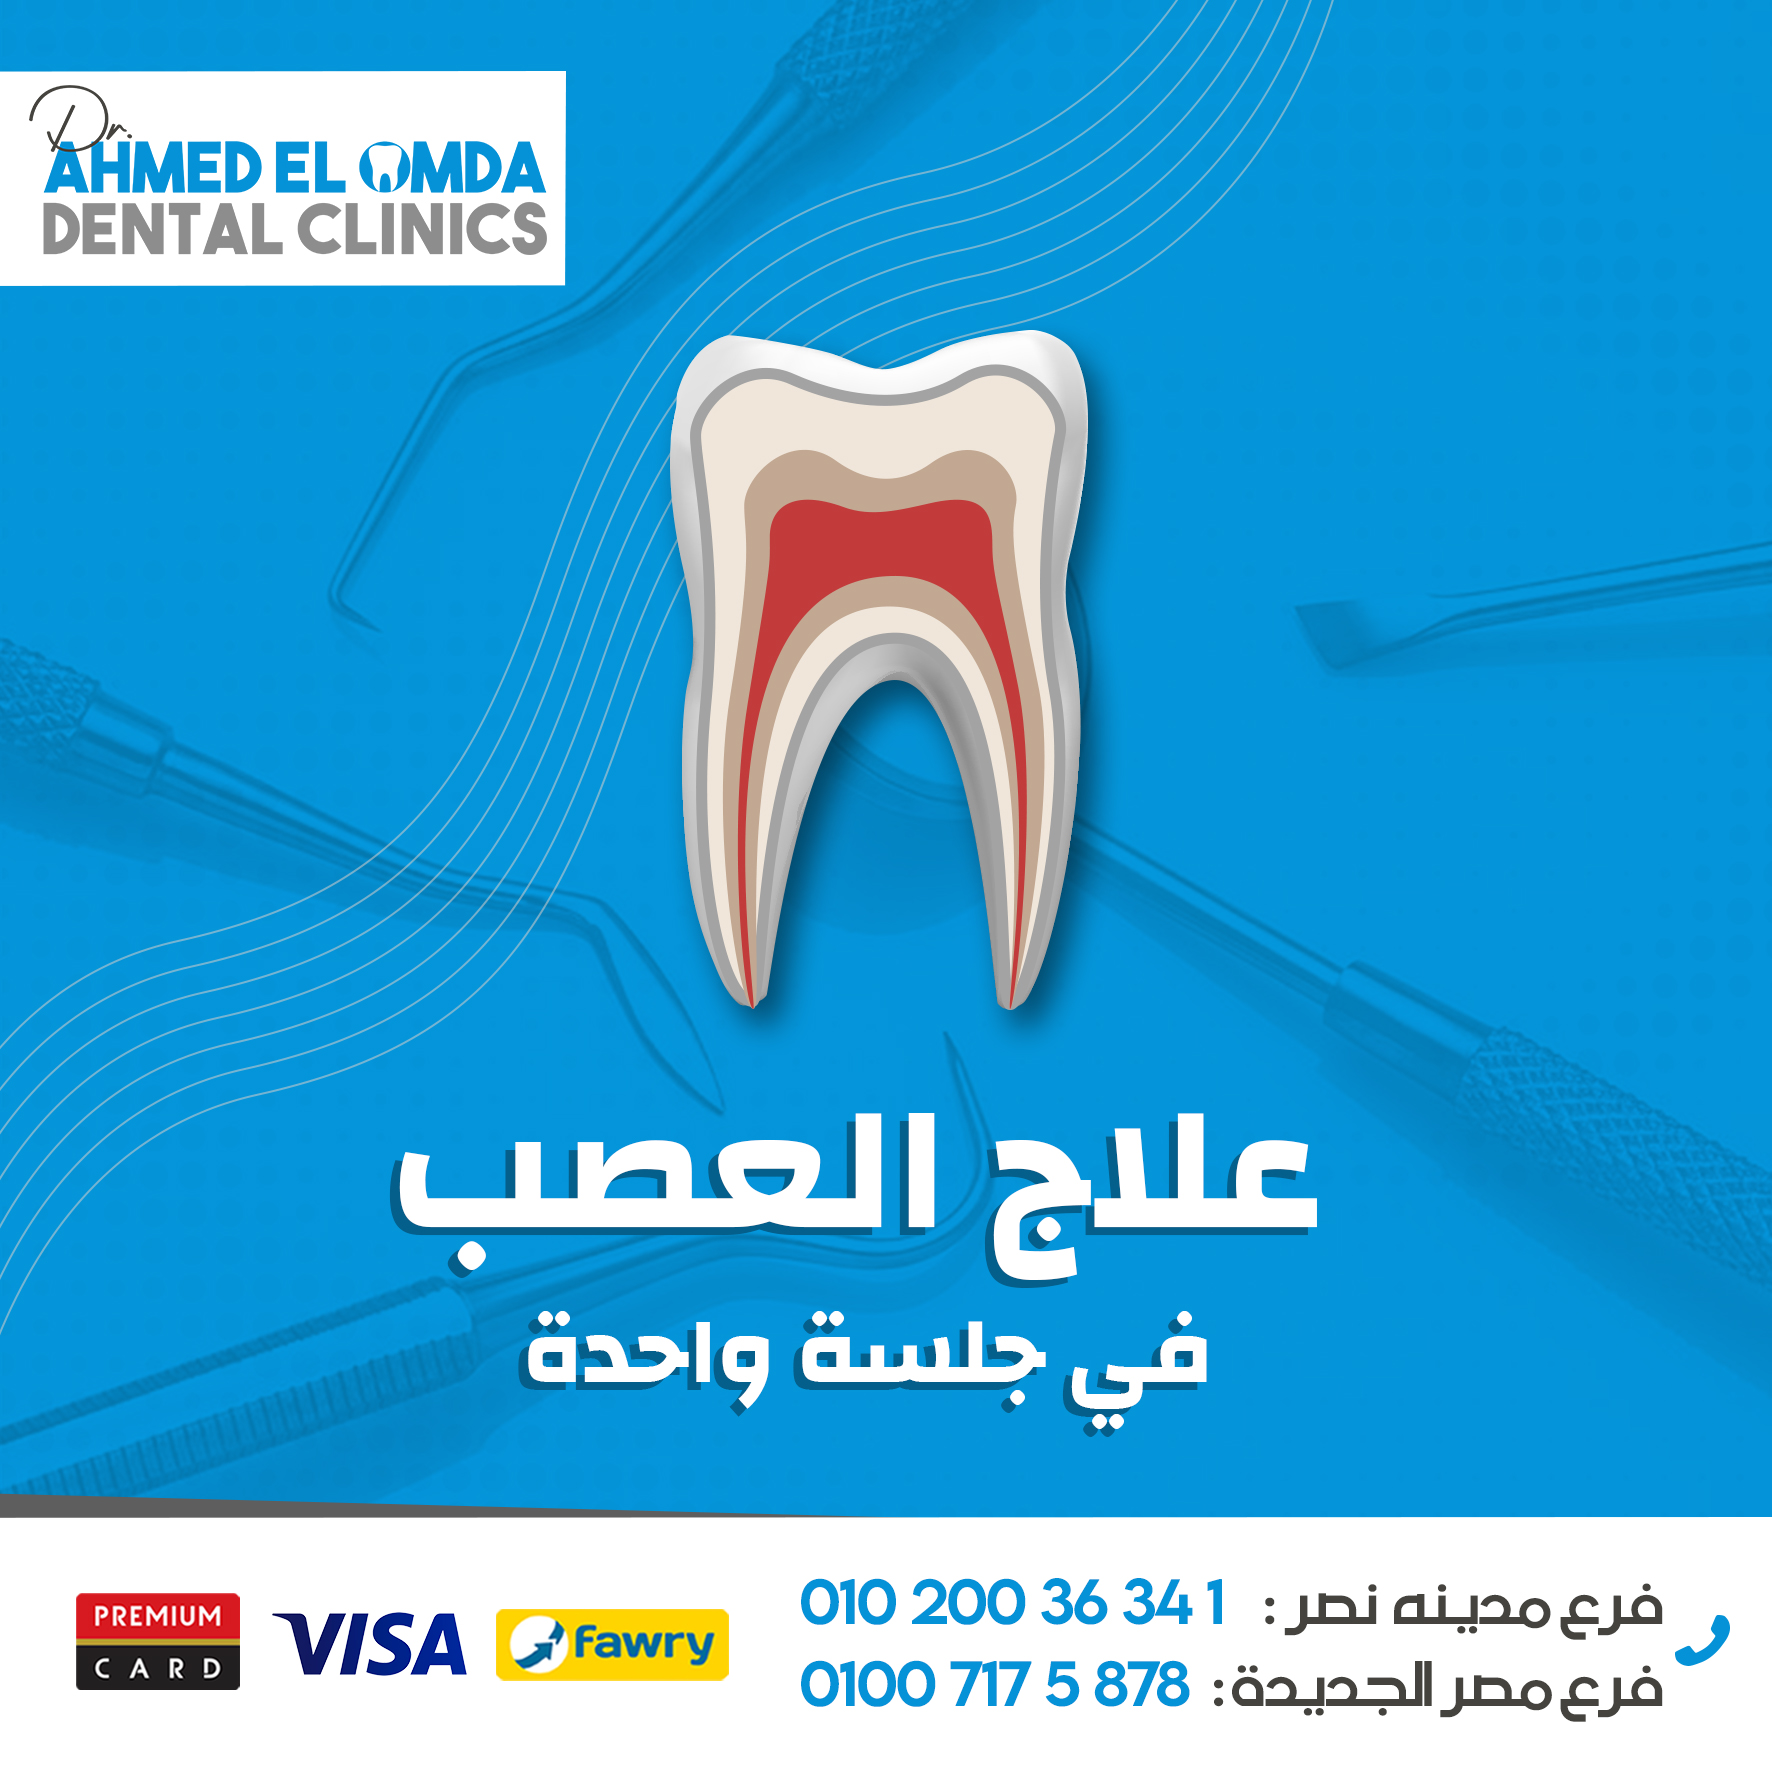 Dr.
AHMED EL OMDA
DENTAL CLINICS
علاج العصب
في جلسة واحدة
فرع مدينه نصر : 010 200 36 34 1
فرع مصر الجديدة : 0100 717 5 878
PREMIUM
CARD
VISA
fawry